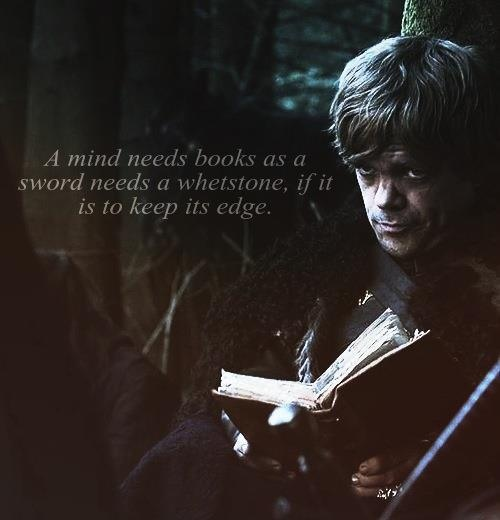 A mind needs books as a
sword needs a whetstone, if it
is to keep its edge.